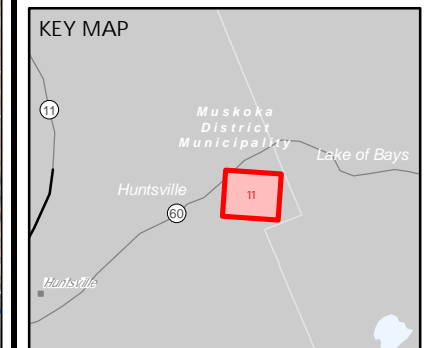 KEY MAP
11
Muskoka
District
Municipality
Lake of Bays
11
Huntsville
60
Huntsville